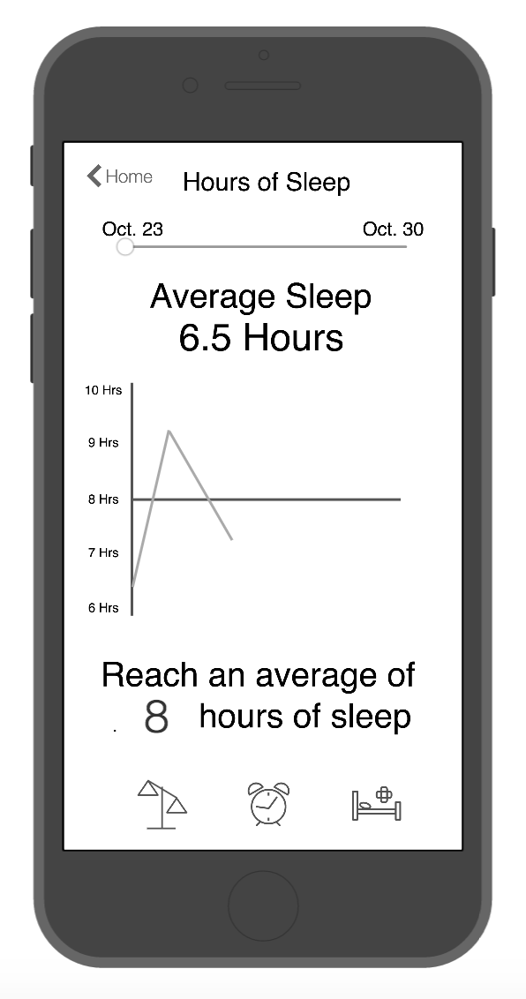 Home
Hours of Sleep
Oct. 23
Oct. 30
Average Sleep
6.5 Hours
10 Hrs
9 Hrs
8 Hrs
7 Hrs
6 Hrs
Reach an average of
. 8 hours of sleep